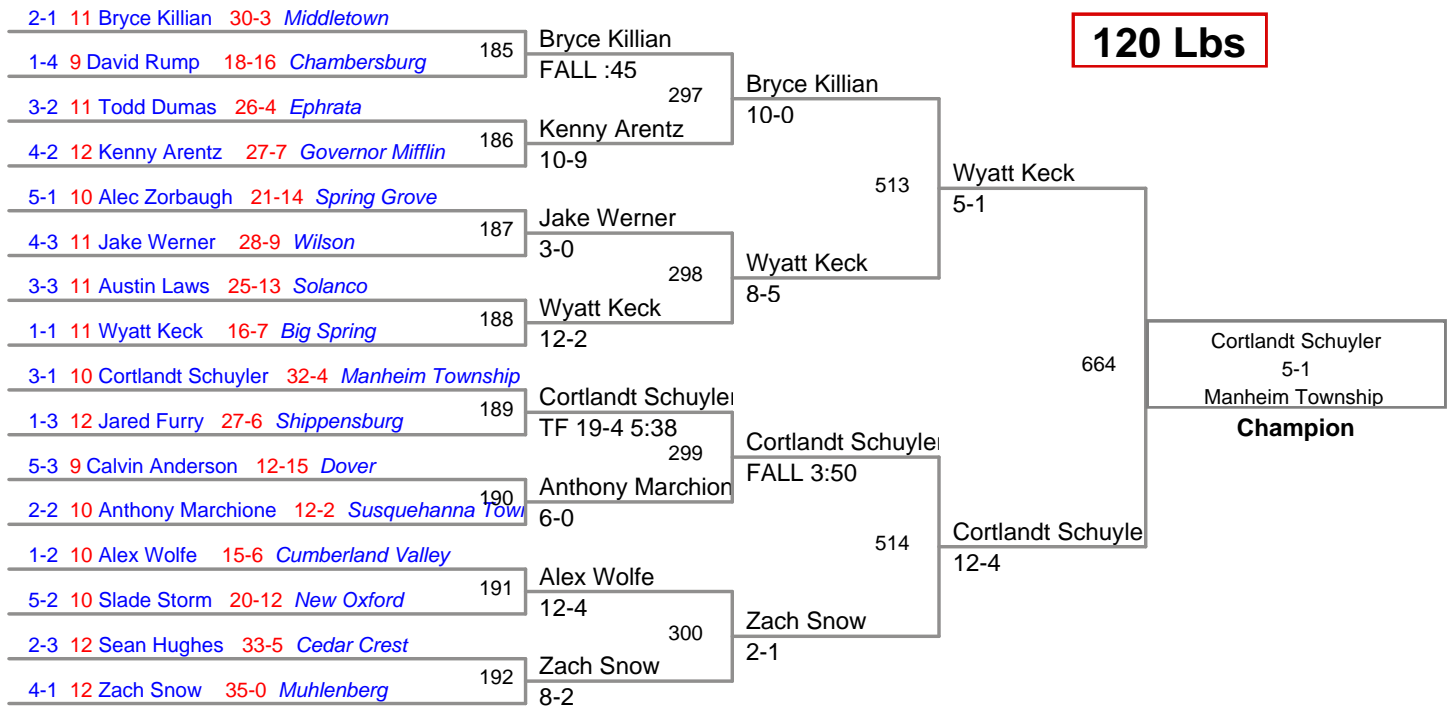 120 Lbs
2-1 11 Bryce Killian 30-3 Middletown
1-4 9 David Rump 18-16 Chambersburg
3-2 11 Todd Dumas 26-4 Ephrata
4-2 12 Kenny Arentz 27-7 Governor Mifflin
5-1 10 Alec Zorbaugh 21-14 Spring Grove
4-3 11 Jake Werner 28-9 Wilson
3-3 11 Austin Laws 25-13 Solanco
1-1 11 Wyatt Keck 16-7 Big Spring
3-1 10 Cortlandt Schuyler 32-4 Manheim Township
1-3 12 Jared Furry 27-6 Shippensburg
5-3 9 Calvin Anderson 12-15 Dover
2-2 10 Anthony Marchione 12-2 Susquehanna Town
1-2 10 Alex Wolfe 15-6 Cumberland Valley
5-2 10 Slade Storm 20-12 New Oxford
2-3 12 Sean Hughes 33-5 Cedar Crest
4-1 12 Zach Snow 35-0 Muhlenberg
185
186
187
188
189
190
191
192
Bryce Killian
FALL :45
Kenny Arentz
10-9
Jake Werner
3-0
Wyatt Keck
12-2
Cortlandt Schuyler
TF 19-4 5:38
Anthony Marchion
6-0
Alex Wolfe
12-4
Zach Snow
8-2
297
298
299
300
Bryce Killian
10-0
Wyatt Keck
8-5
Cortlandt Schuyler
FALL 3:50
Zach Snow
2-1
513
514
Wyatt Keck
5-1
Cortlandt Schuyle
12-4
664
Cortlandt Schuyler
5-1
Manheim Township
Champion